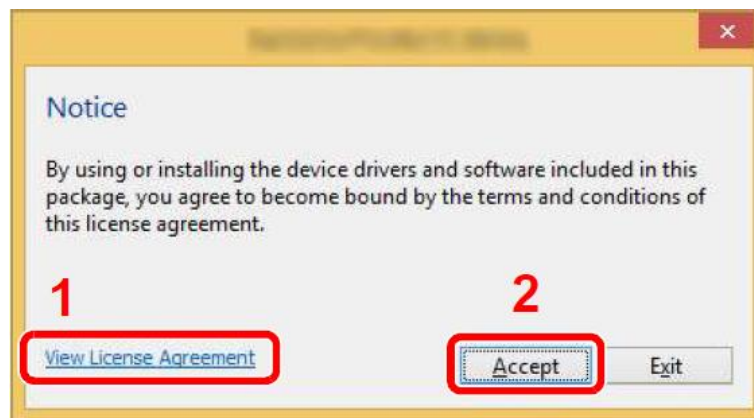 Notice
By using or installing the device drivers and software included in this
package, you agree to become bound by the terms and conditions of
this license agreement.
1
2
View License Agreement
Accept
Exit